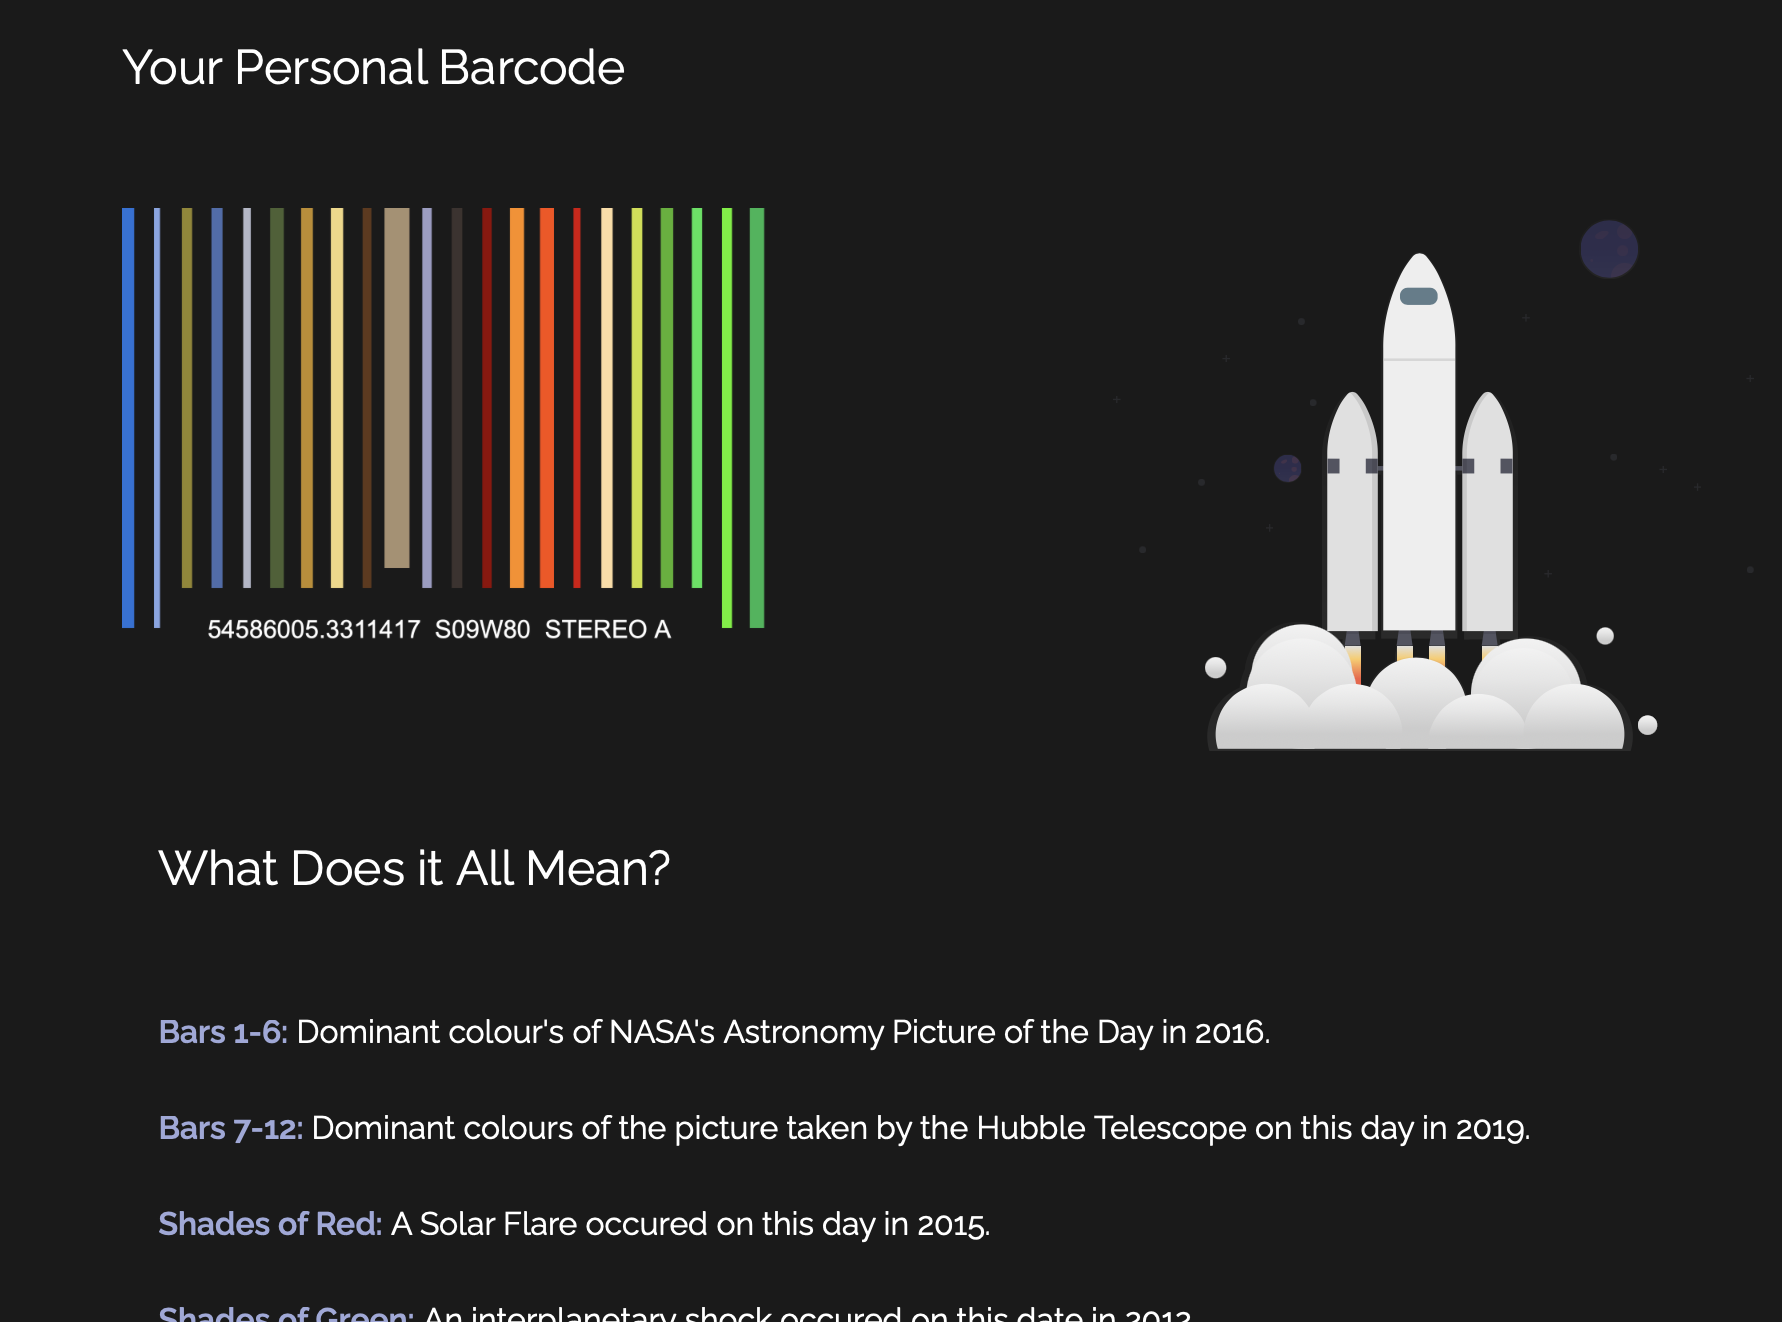 Your Personal Barcode
54586005.3311417 S09W80 STEREO A
What Does it All Mean?
Bars 1-6: Dominant colour's of NASA's Astronomy Picture of the Day in 2016.
Bars 7-12: Dominant colours of the picture taken by the Hubble Telescope on this day in 2019.
Shades of Red: A Solar Flare occured on this day in 2015.
Shades of Green: An interplanetary shock occured on this date in 2012